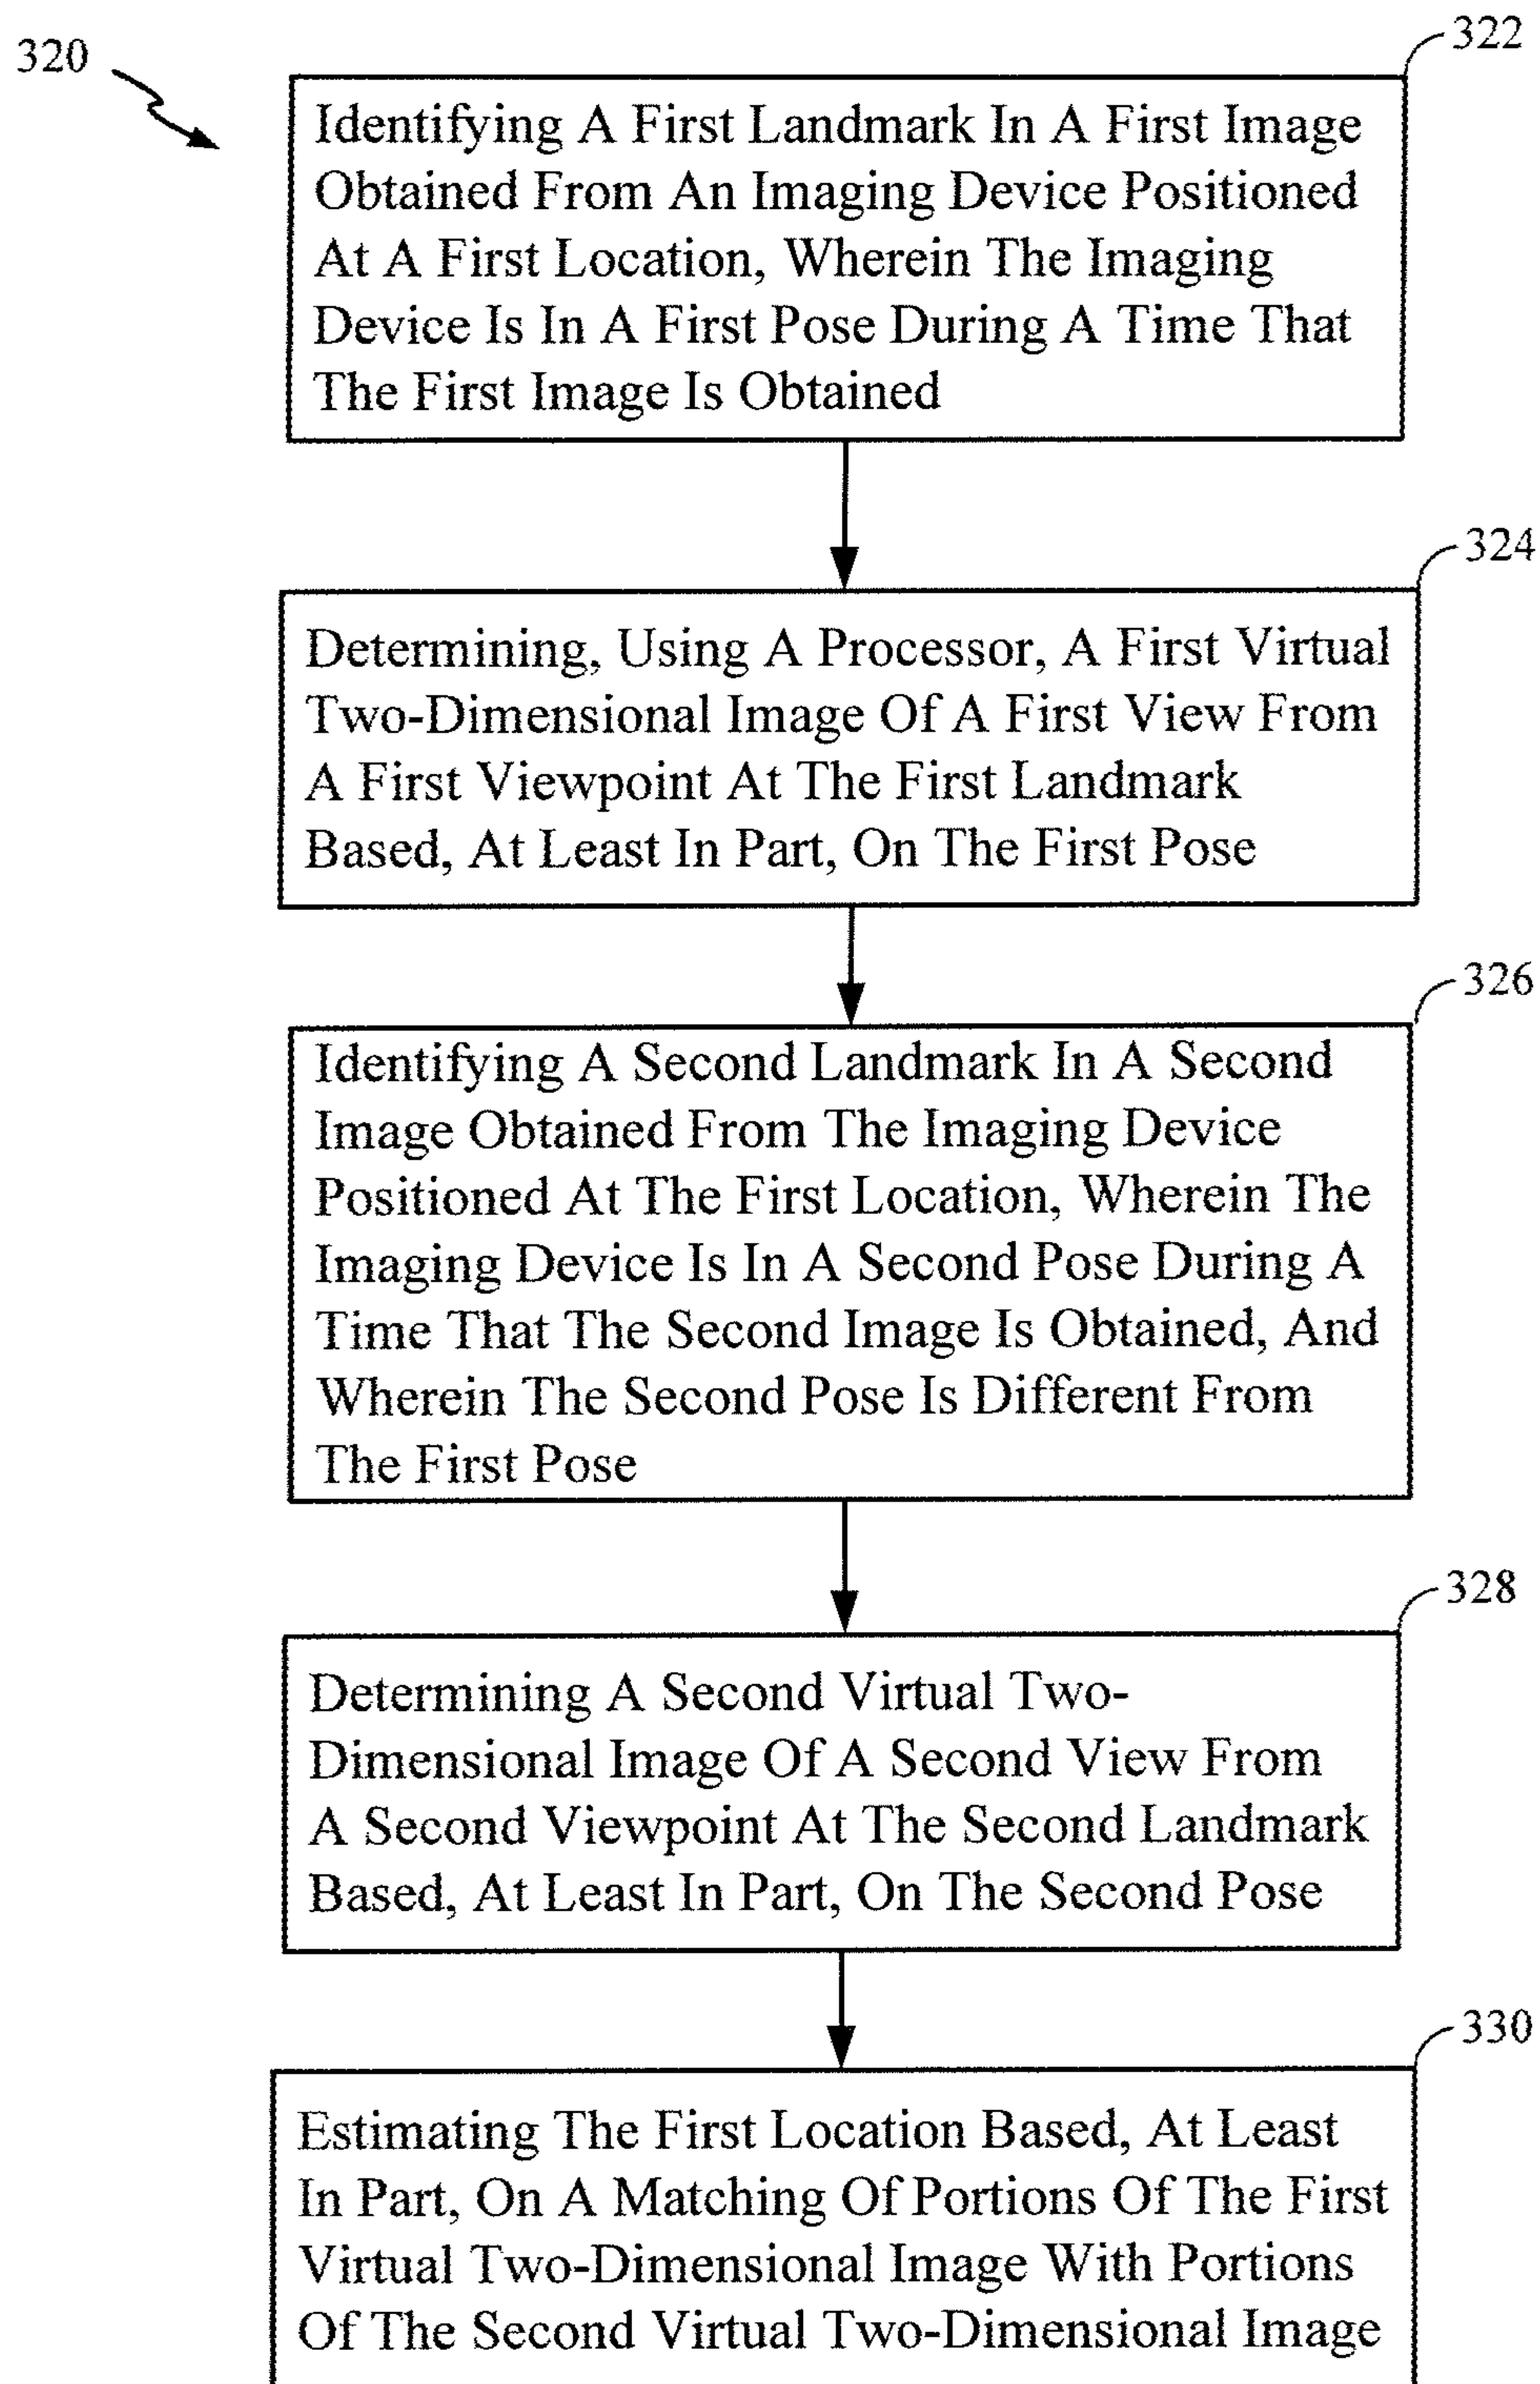 320
322
Identifying A First Landmark In A First Image
Obtained From An Imaging Device Positioned
At A First Location, Wherein The Imaging
Device Is In A First Pose During A Time That
The First Image Is Obtained
324
Determining, Using A Processor, A First Virtual
Two-Dimensional Image Of A First View From
A First Viewpoint At The First Landmark
Based, At Least In Part, On The First Pose
326
Identifying A Second Landmark In A Second
Image Obtained From The Imaging Device
Positioned At The First Location, Wherein The
Imaging Device Is In A Second Pose During A
Time That The Second Image Is Obtained, And
Wherein The Second Pose Is Different From
The First Pose
328
Determining A Second Virtual Two-
Dimensional Image Of A Second View From
A Second Viewpoint At The Second Landmark
Based, At Least In Part, On The Second Pose
330
Estimating The First Location Based, At Least
In Part, On A Matching Of Portions Of The First
Virtual Two-Dimensional Image With Portions
Of The Second Virtual Two-Dimensional Image